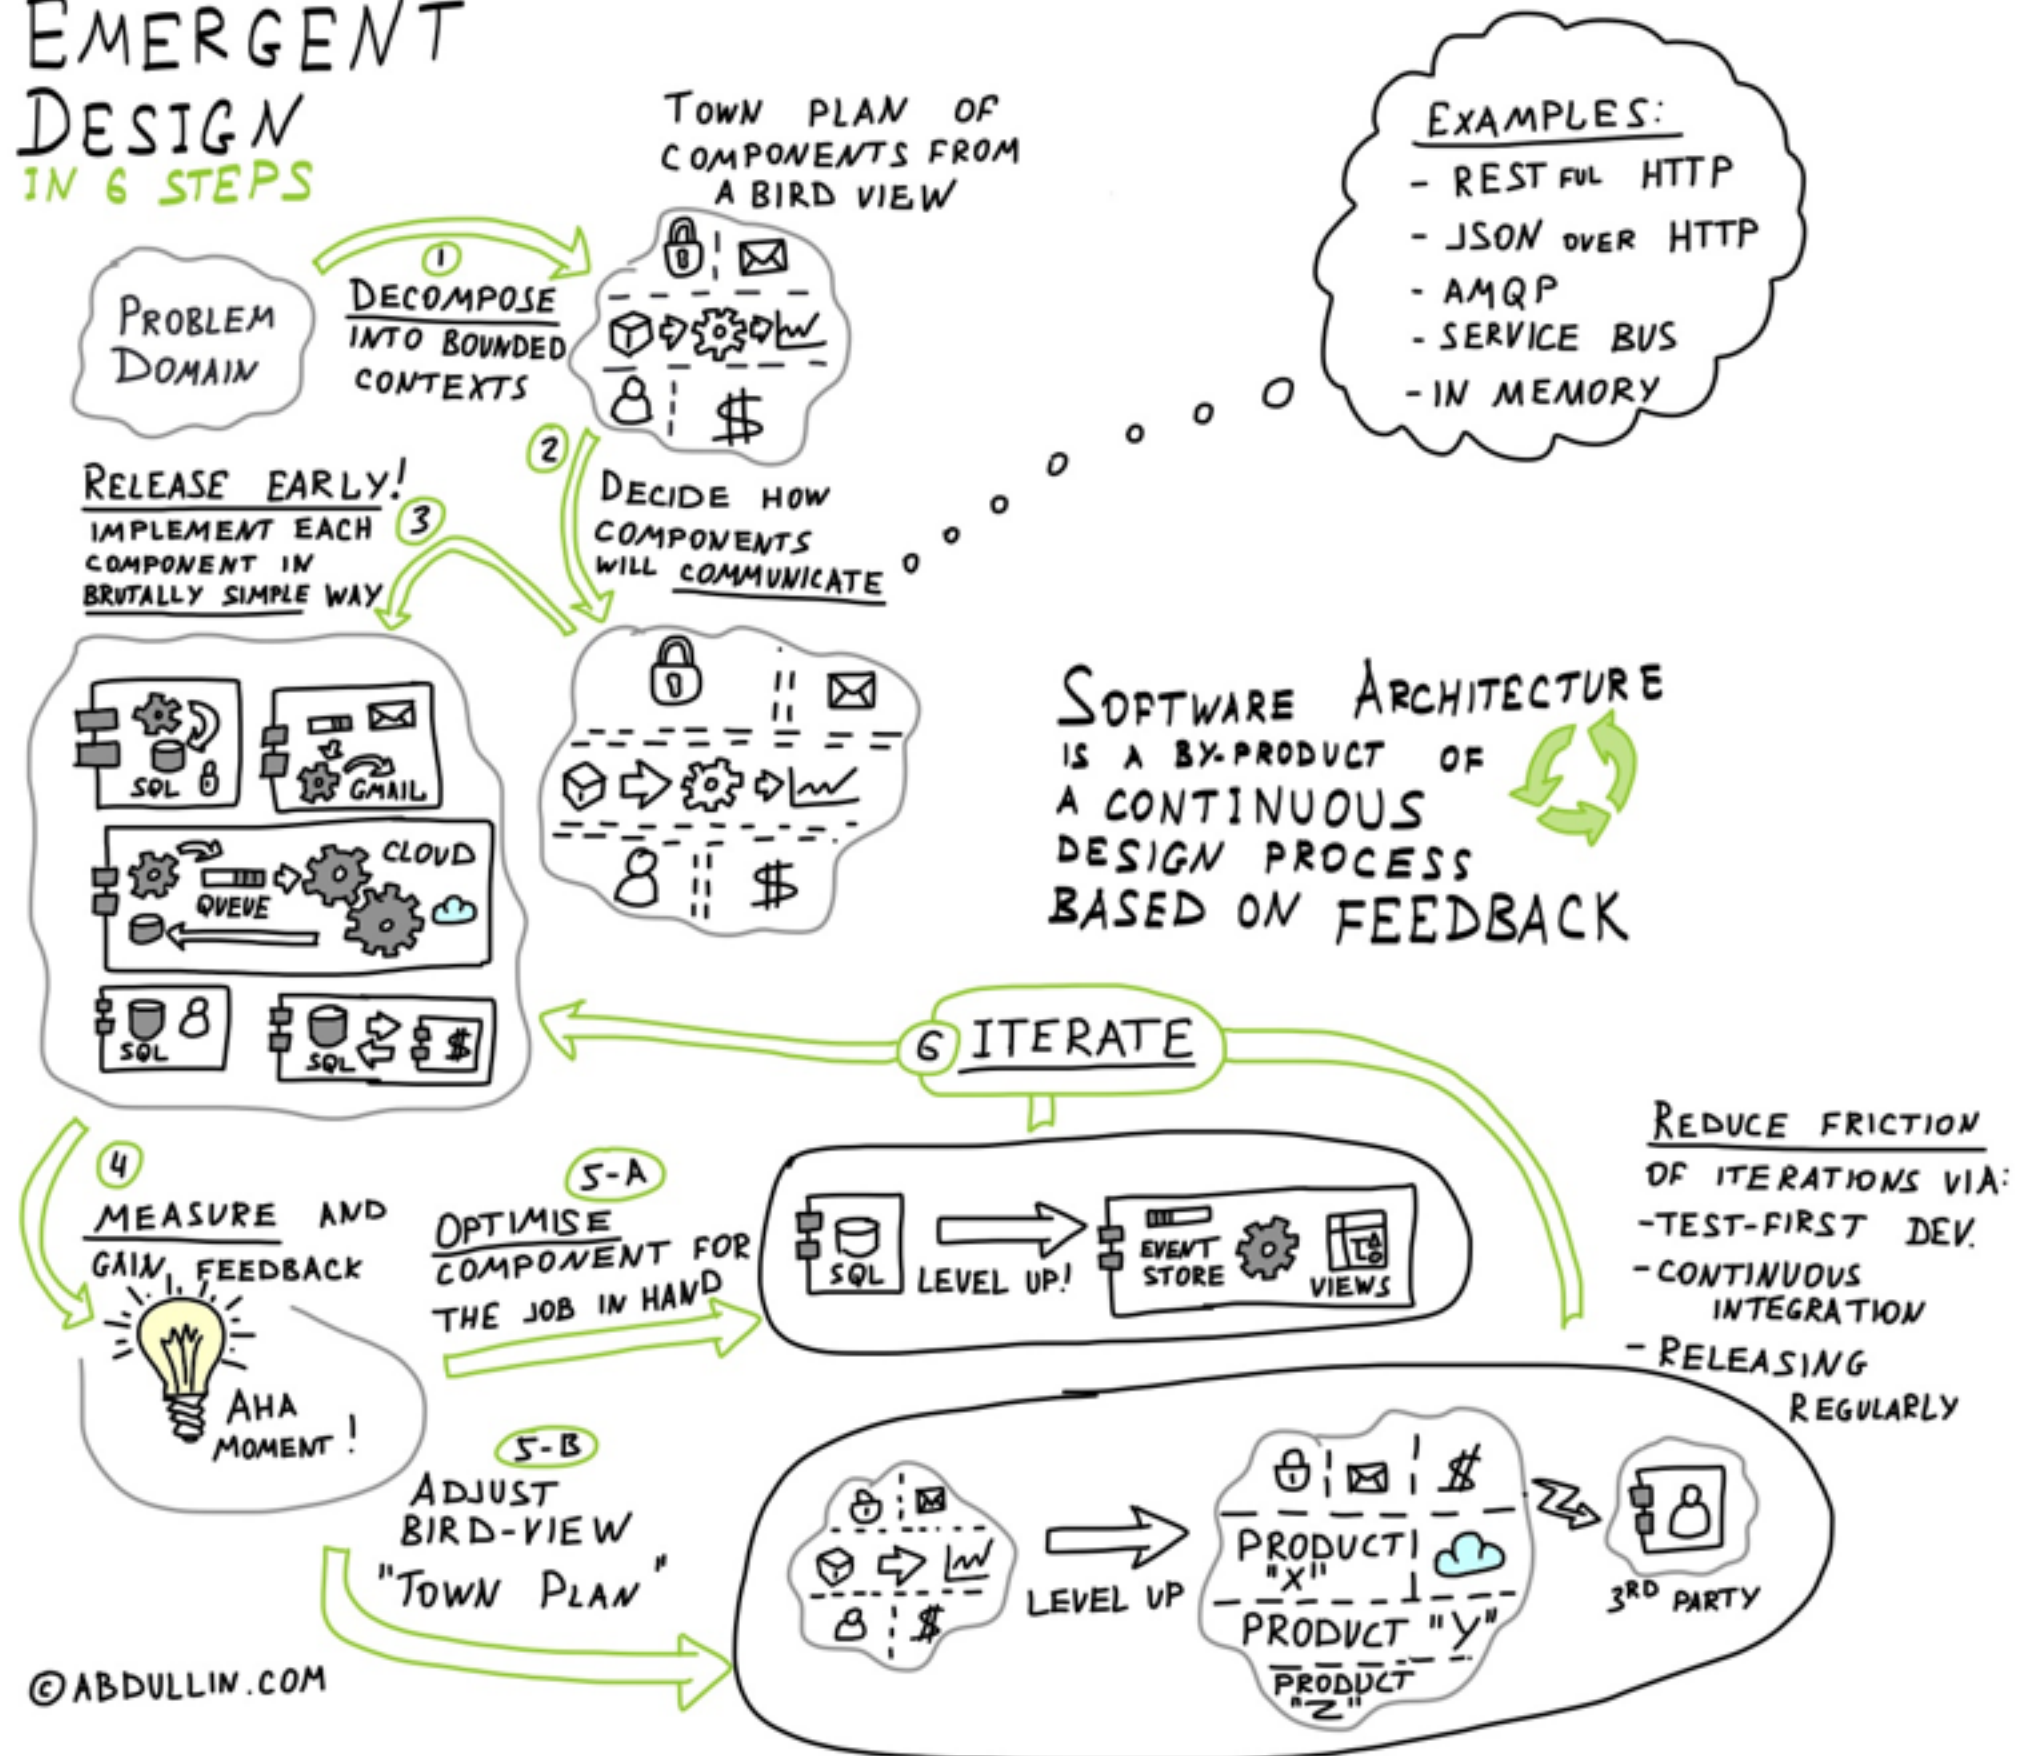 EMERGENT
DESIGN
IN 6 STEPS
PROBLEM
DOMAIN
1
DECOMPOSE
INTO BOUNDED
CONTEXTS
TOWN PLAN OF
COMPONENTS FROM
A BIRD VIEW
$
EXAMPLES:
- RESTFUL HTTP
- JSON OVER HTTP
- AMQP
- SERVICE BUS
- IN MEMORY
2
DECIDE HOW
COMPONENTS
WILL COMMUNICATE
$
RELEASE EARLY!
3
IMPLEMENT EACH
COMPONENT IN
BRUTALLY SIMPLE WAY
SQL
GMAIL
CLOUD
QUEUE
SQL
SQL
$
SOFTWARE ARCHITECTURE
IS A BY-PRODUCT OF
A CONTINUOUS
DESIGN PROCESS
BASED ON FEEDBACK
6 ITERATE
4
MEASURE AND
GAIN FEEDBACK
AHA
MOMENT!
5-A
OPTIMISE
COMPONENT FOR
THE JOB IN HAND
SQL
LEVEL UP!
EVENT
STORE
VIEWS
REDUCE FRICTION
OF ITERATIONS VIA:
-TEST-FIRST DEV.
-CONTINUOUS
INTEGRATION
-RELEASING
REGULARLY
5-B
ADJUST
BIRD-VIEW
"TOWN PLAN"
$
LEVEL UP
$
PRODUCT
"X"
PRODUCT "Y"
PRODUCT
"Z"
3RD PARTY
©ABDULLIN.COM